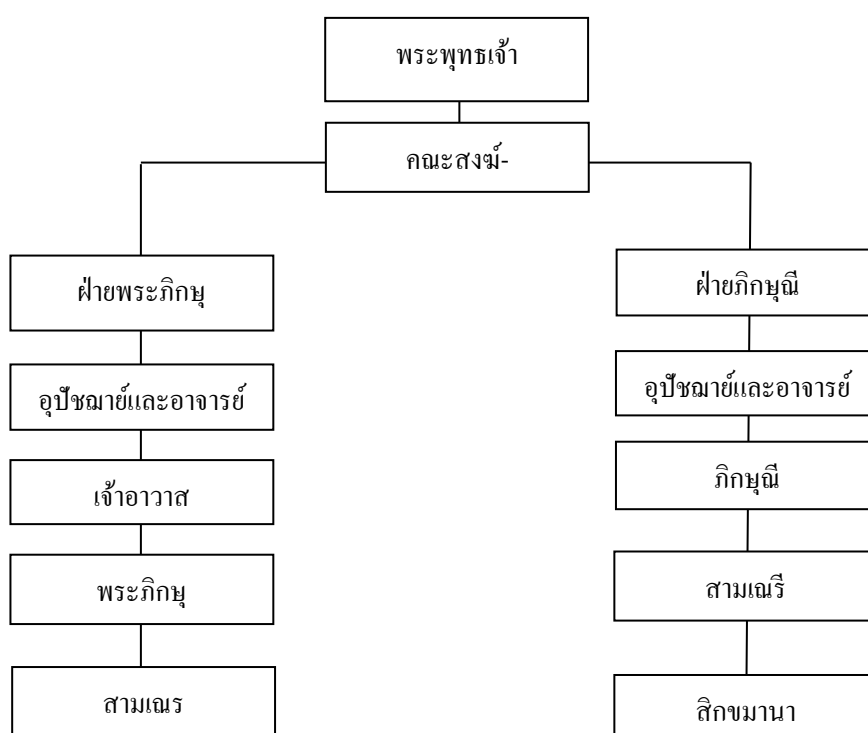 พระพุทธเจ้า
คณะสงฆ์-
ฝ่ายพระภิกษุ
อุปัชฌาย์และอาจารย์
เจ้าอาวาส
พระภิกษุ
สามเณร
ฝ่ายภิกษุณี
อุปัชฌาย์และอาจารย์
ภิกษุณี
สามเณรี
สิกขมานา